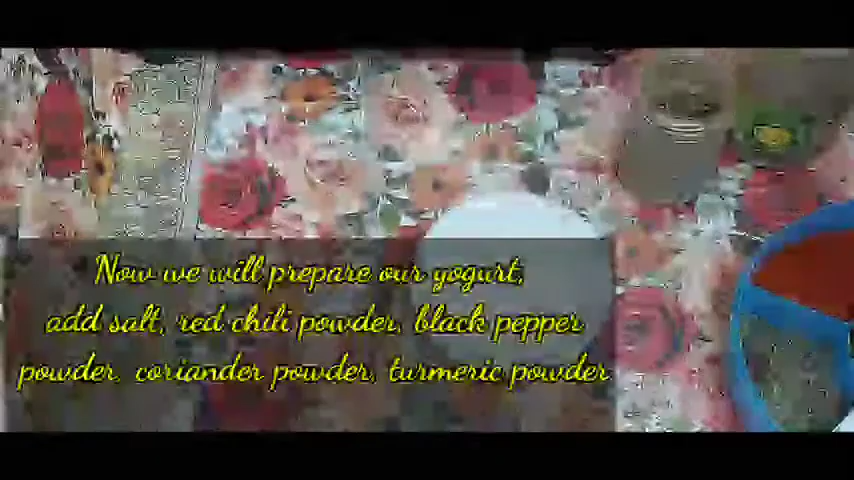 Now we will prepare our yogurt,
add salt, red chili powder, black pepper
powder, coriander powder, turmeric powder